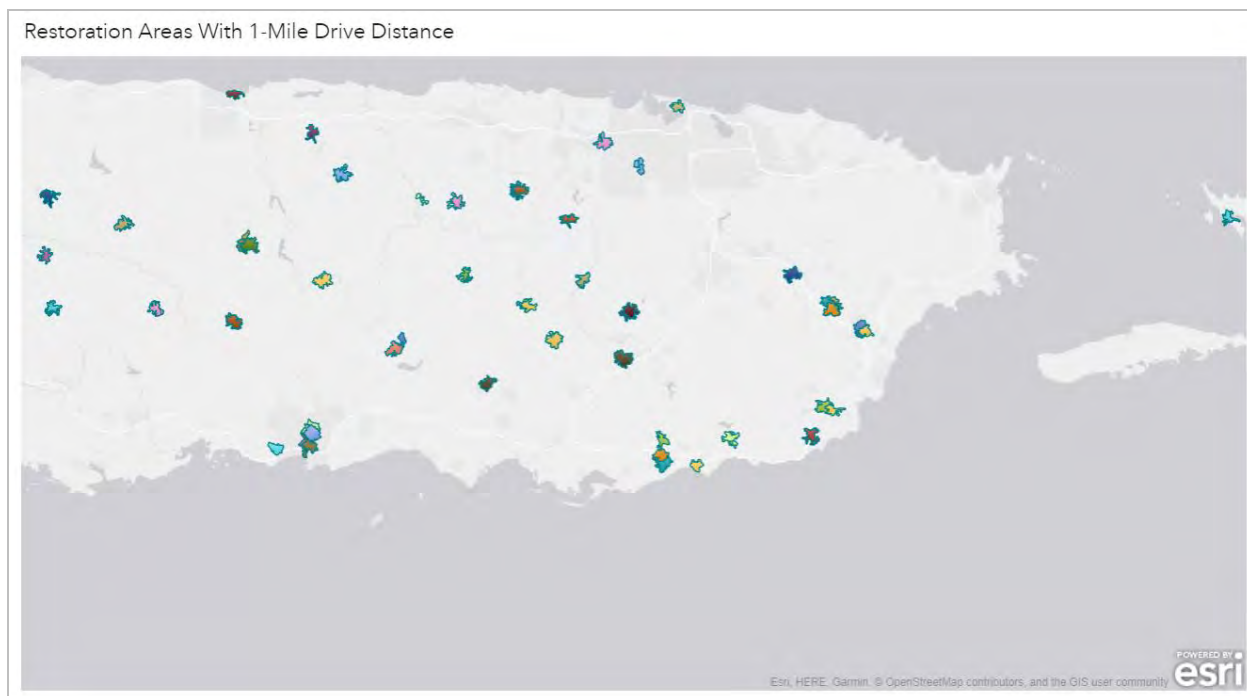 Restoration Areas With 1-Mile Drive Distance
Esri, HERE, Garmin, © OpenStreetMap contributors, and the GIS user community
POWERED BY
esri